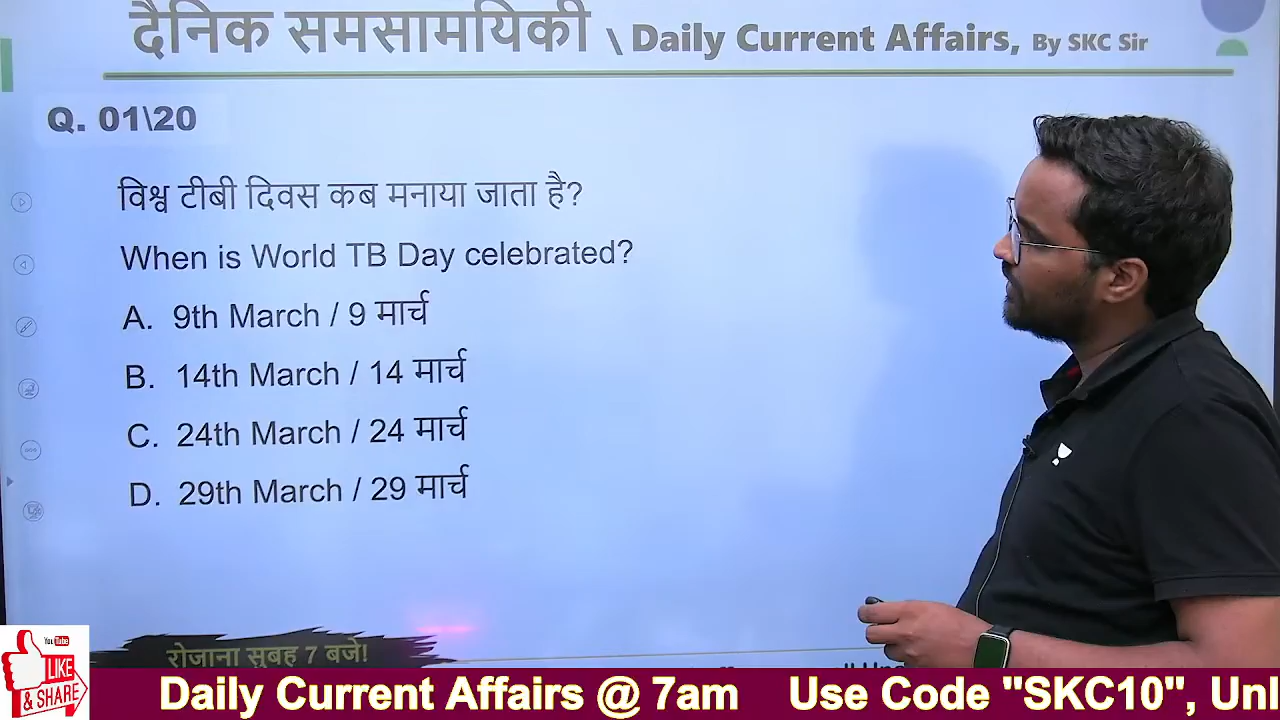 दैनिक समसामयिकी \ Daily Current Affairs, By SKC Sir
Q. 01\20
विश्व टीबी दिवस कब मनाया जाता है?
When is World TB Day celebrated?
A. 9th March / 9 मार्च
B. 14th March / 14 मार्च
C. 24th March / 24 मार्च
D. 29th March / 29 मार्च
रोजाना सुबह 7 बजे!
YouTube
LIKE
& SHARE
Daily Current Affairs @ 7am Use Code "SKC10", Unl